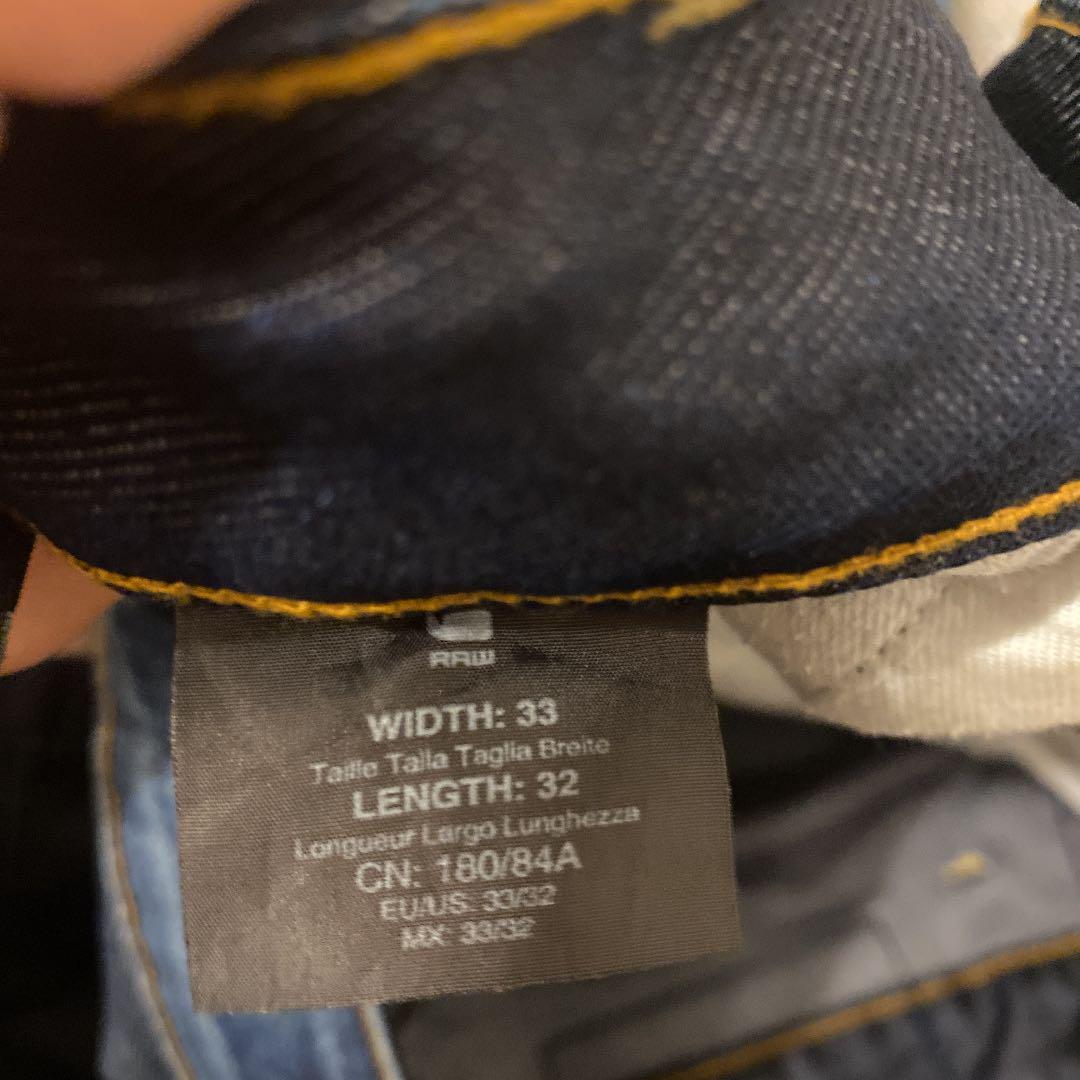 RAW
WIDTH: 33
Taille Talla Taglia Breite
LENGTH: 32
Longueur Largo Lunghezza
CN: 180/84A
EU/US: 33/32
MX: 33/32